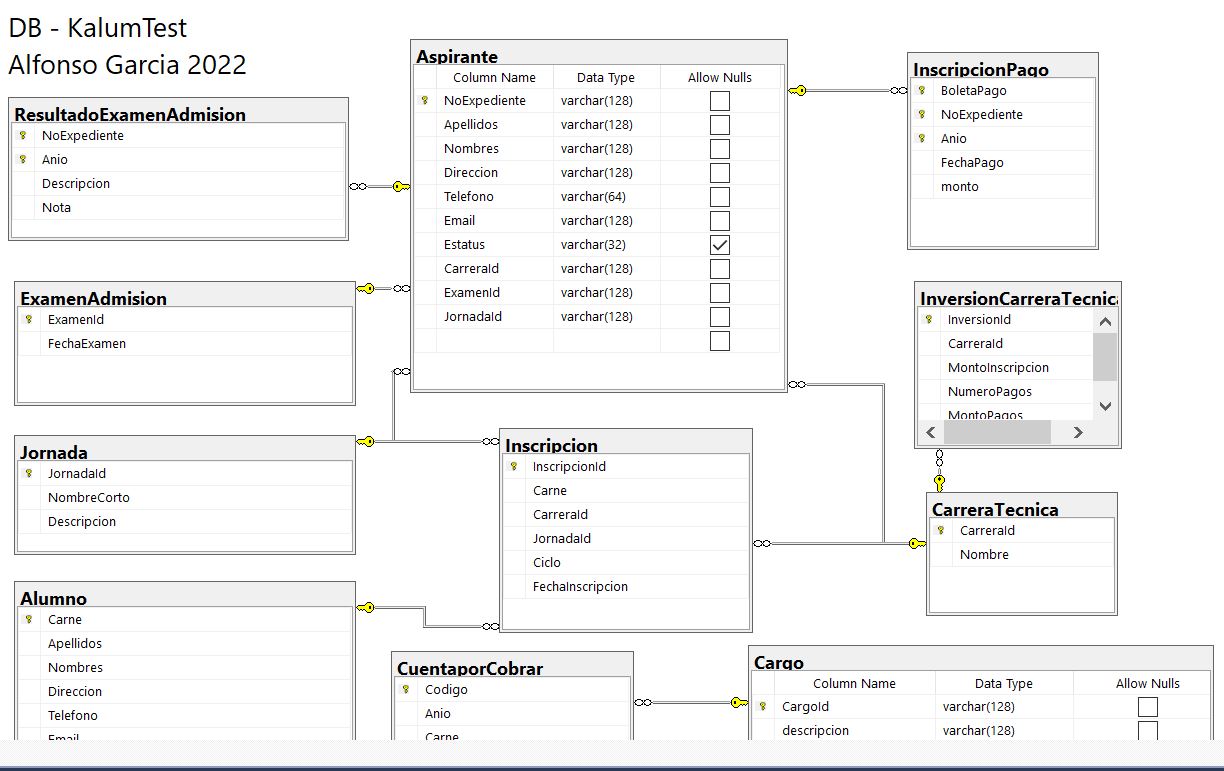 DB - KalumTest
Alfonso Garcia 2022
ResultadoExamenAdmision
NoExpediente
Anio
Descripcion
Nota
ExamenAdmision
ExamenId
FechaExamen
Jornada
JornadaId
NombreCorto
Descripcion
Alumno
Carne
Apellidos
Nombres
Direccion
Telefono
Email
Aspirante
Column Name Data Type Allow Nulls
NoExpediente varchar(128)
Apellidos varchar(128)
Nombres varchar(128)
Direccion varchar(128)
Telefono varchar(64)
Email varchar(128)
Estatus varchar(32)
CarreraId varchar(128)
ExamenId varchar(128)
JornadaId varchar(128)
Inscripcion
InscripcionId
Carne
CarreraId
JornadaId
Ciclo
FechaInscripcion
CuentaporCobrar
Codigo
Anio
Carne
InscripcionPago
BoletaPago
NoExpediente
Anio
FechaPago
monto
InversionCarreraTecnica
InversionId
CarreraId
MontoInscripcion
NumeroPagos
MontoPagos
CarreraTecnica
CarreraId
Nombre
Cargo
Column Name Data Type Allow Nulls
CargoId varchar(128)
descripcion varchar(128)